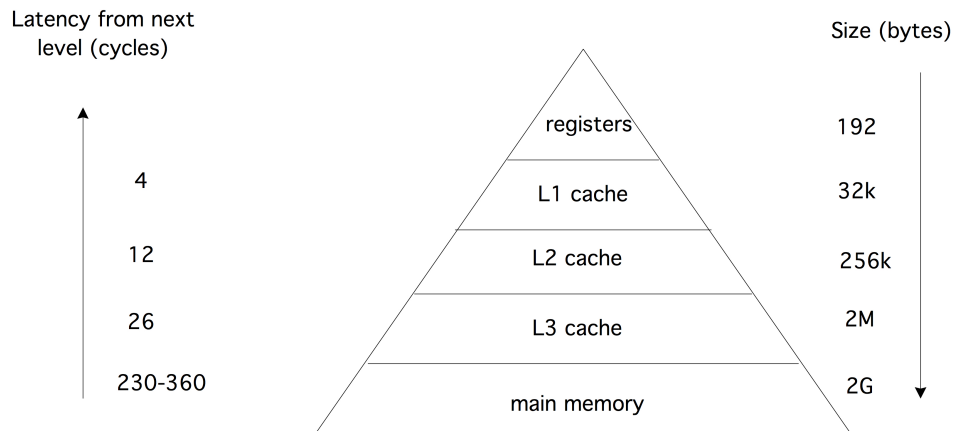 Latency from next
level (cycles)
Size (bytes)
registers
192
4
L1 cache
32k
12
L2 cache
256k
26
L3 cache
2M
230-360
main memory
2G